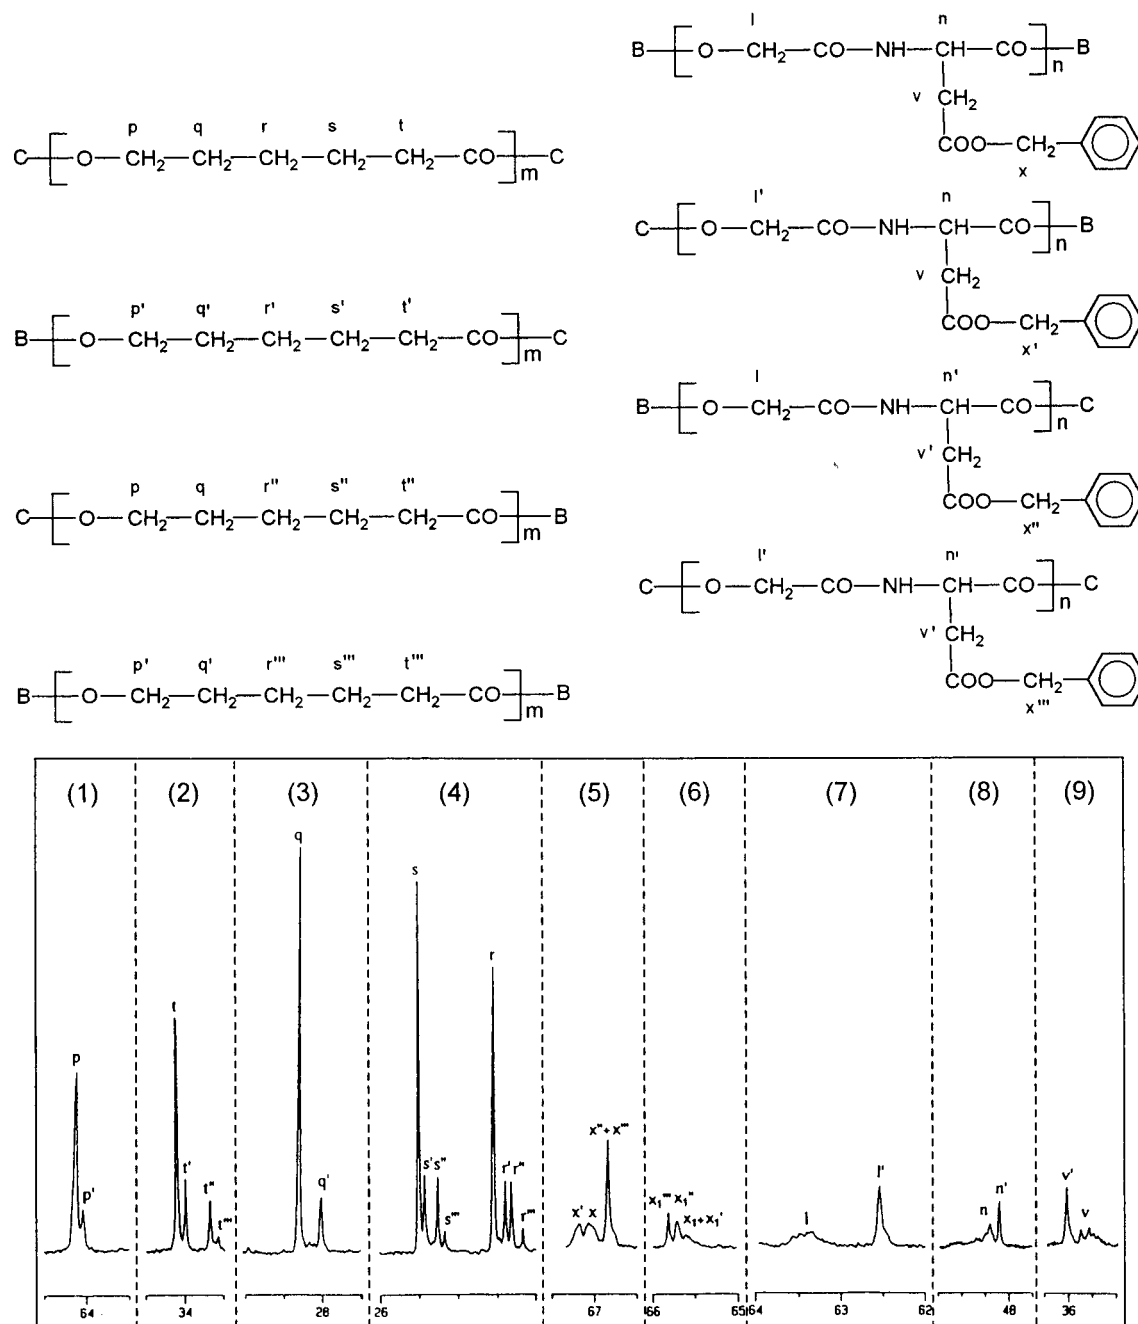 p q r s t
C—[O—CH₂—CH₂—CH₂—CH₂—CH₂—CO]m—C
p' q' r' s' t'
B—[O—CH₂—CH₂—CH₂—CH₂—CH₂—CO]m—C
p q r'' s'' t''
C—[O—CH₂—CH₂—CH₂—CH₂—CH₂—CO]m—B
p' q' r''' s''' t'''
B—[O—CH₂—CH₂—CH₂—CH₂—CH₂—CO]m—B
l n
B—[O—CH₂—CO—NH—CH—CO]n—B
v CH₂
COO—CH₂
x
l' n
C—[O—CH₂—CO—NH—CH—CO]n—B
v CH₂
COO—CH₂
x'
l n'
B—[O—CH₂—CO—NH—CH—CO]n—C
v' CH₂
COO—CH₂
x''
l' n'
C—[O—CH₂—CO—NH—CH—CO]n—C
v' CH₂
COO—CH₂
x'''
(1) (2) (3) (4) (5) (6) (7) (8) (9)
p p'
t t' t'' t'''
q q'
s s' s'' s''' r r' r'' r'''
x' x x''+x'''
x₁''' x₁'' x₁+x₁'
l l'
n n'
v' v
64 34 28 26 67 66 65 64 63 62 48 36